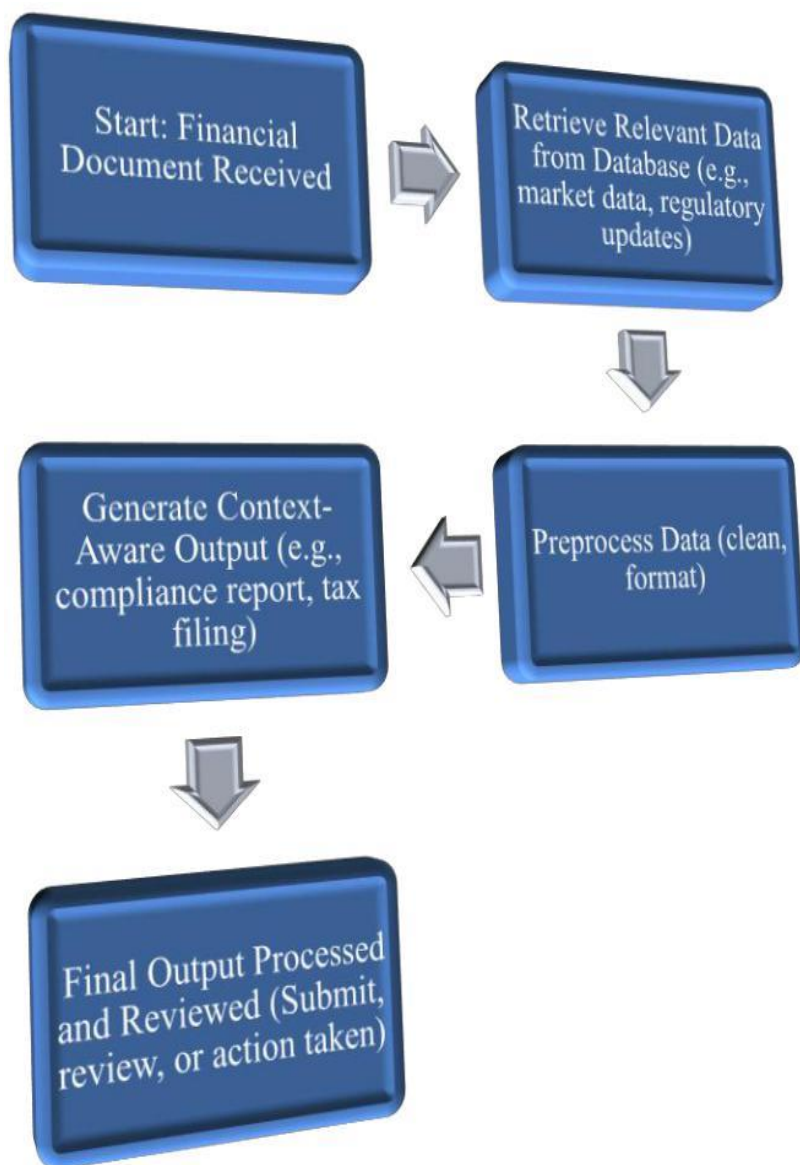 Start: Financial
Document Received
Retrieve Relevant Data
from Database (e.g.,
market data, regulatory
updates)
Preprocess Data (clean,
format)
Generate Context-
Aware Output (e.g.,
compliance report, tax
filing)
Final Output Processed
and Reviewed (Submit,
review, or action taken)